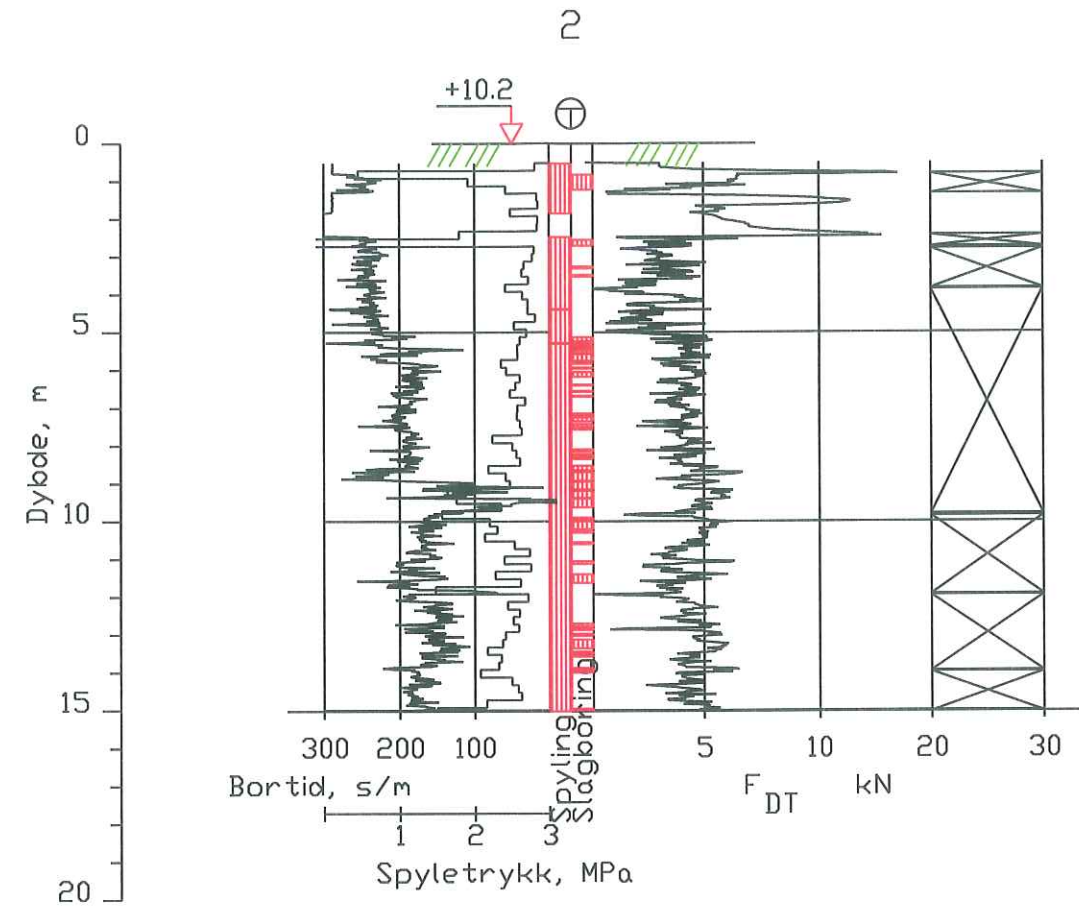 2
+10.2
T
0
5
10
15
20
Dybde, m
300 200 100
5 10 20 30
Bortid, s/m
Spyling
Slagboring
F DT kN
1 2 3
Spyletrykk, MPa